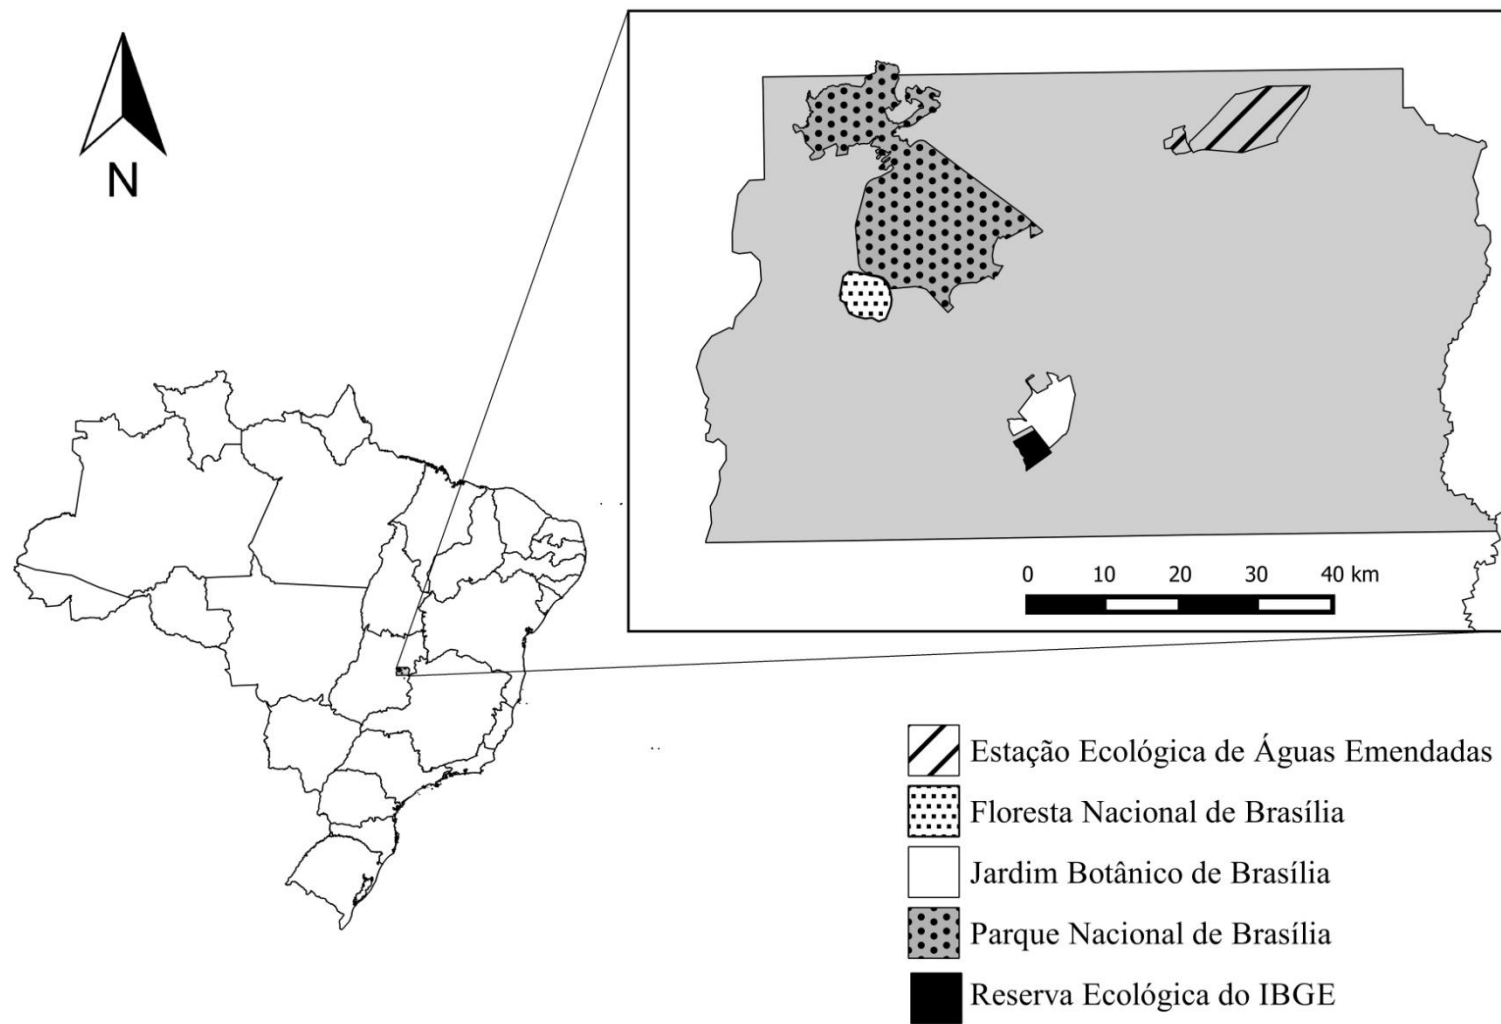 N
0 10 20 30 40 km
Estação Ecológica de Águas Emendadas
Floresta Nacional de Brasília
Jardim Botânico de Brasília
Parque Nacional de Brasília
Reserva Ecológica do IBGE